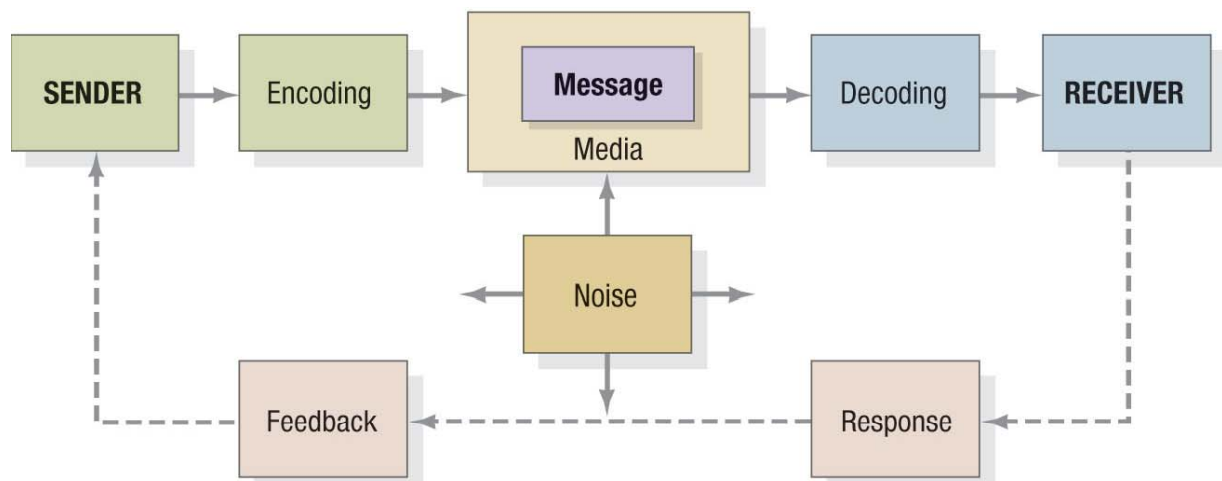 SENDER
Encoding
Message
Media
Decoding
RECEIVER
Noise
Feedback
Response